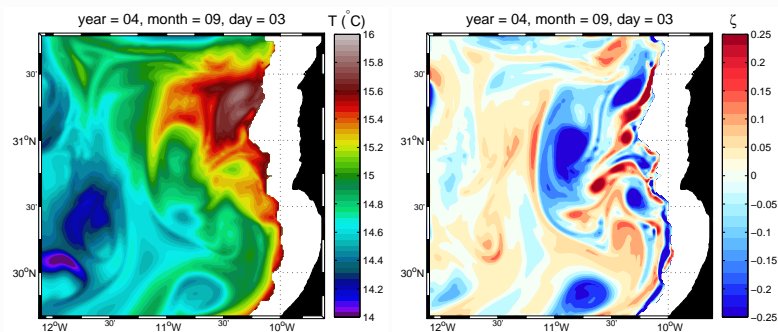 year = 04, month = 09, day = 03
T (°C)
16
15.8
15.6
15.4
15.2
15
14.8
14.6
14.4
14.2
14
30'
31°N
30'
30°N
12°W
30'
11°W
30'
10°W
year = 04, month = 09, day = 03
ζ
0.25
0.2
0.15
0.1
0.05
0
-0.05
-0.1
-0.15
-0.2
-0.25
30'
31°N
30'
30°N
12°W
30'
11°W
30'
10°W